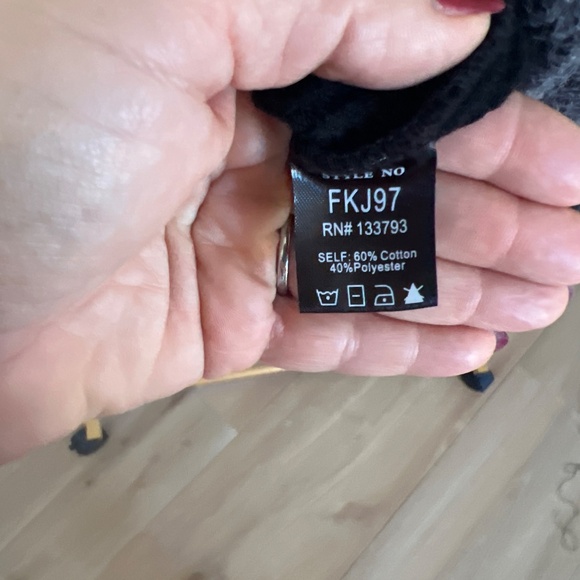 STYLE NO
FKJ97
RN# 133793
SELF: 60% Cotton
40%Polyester